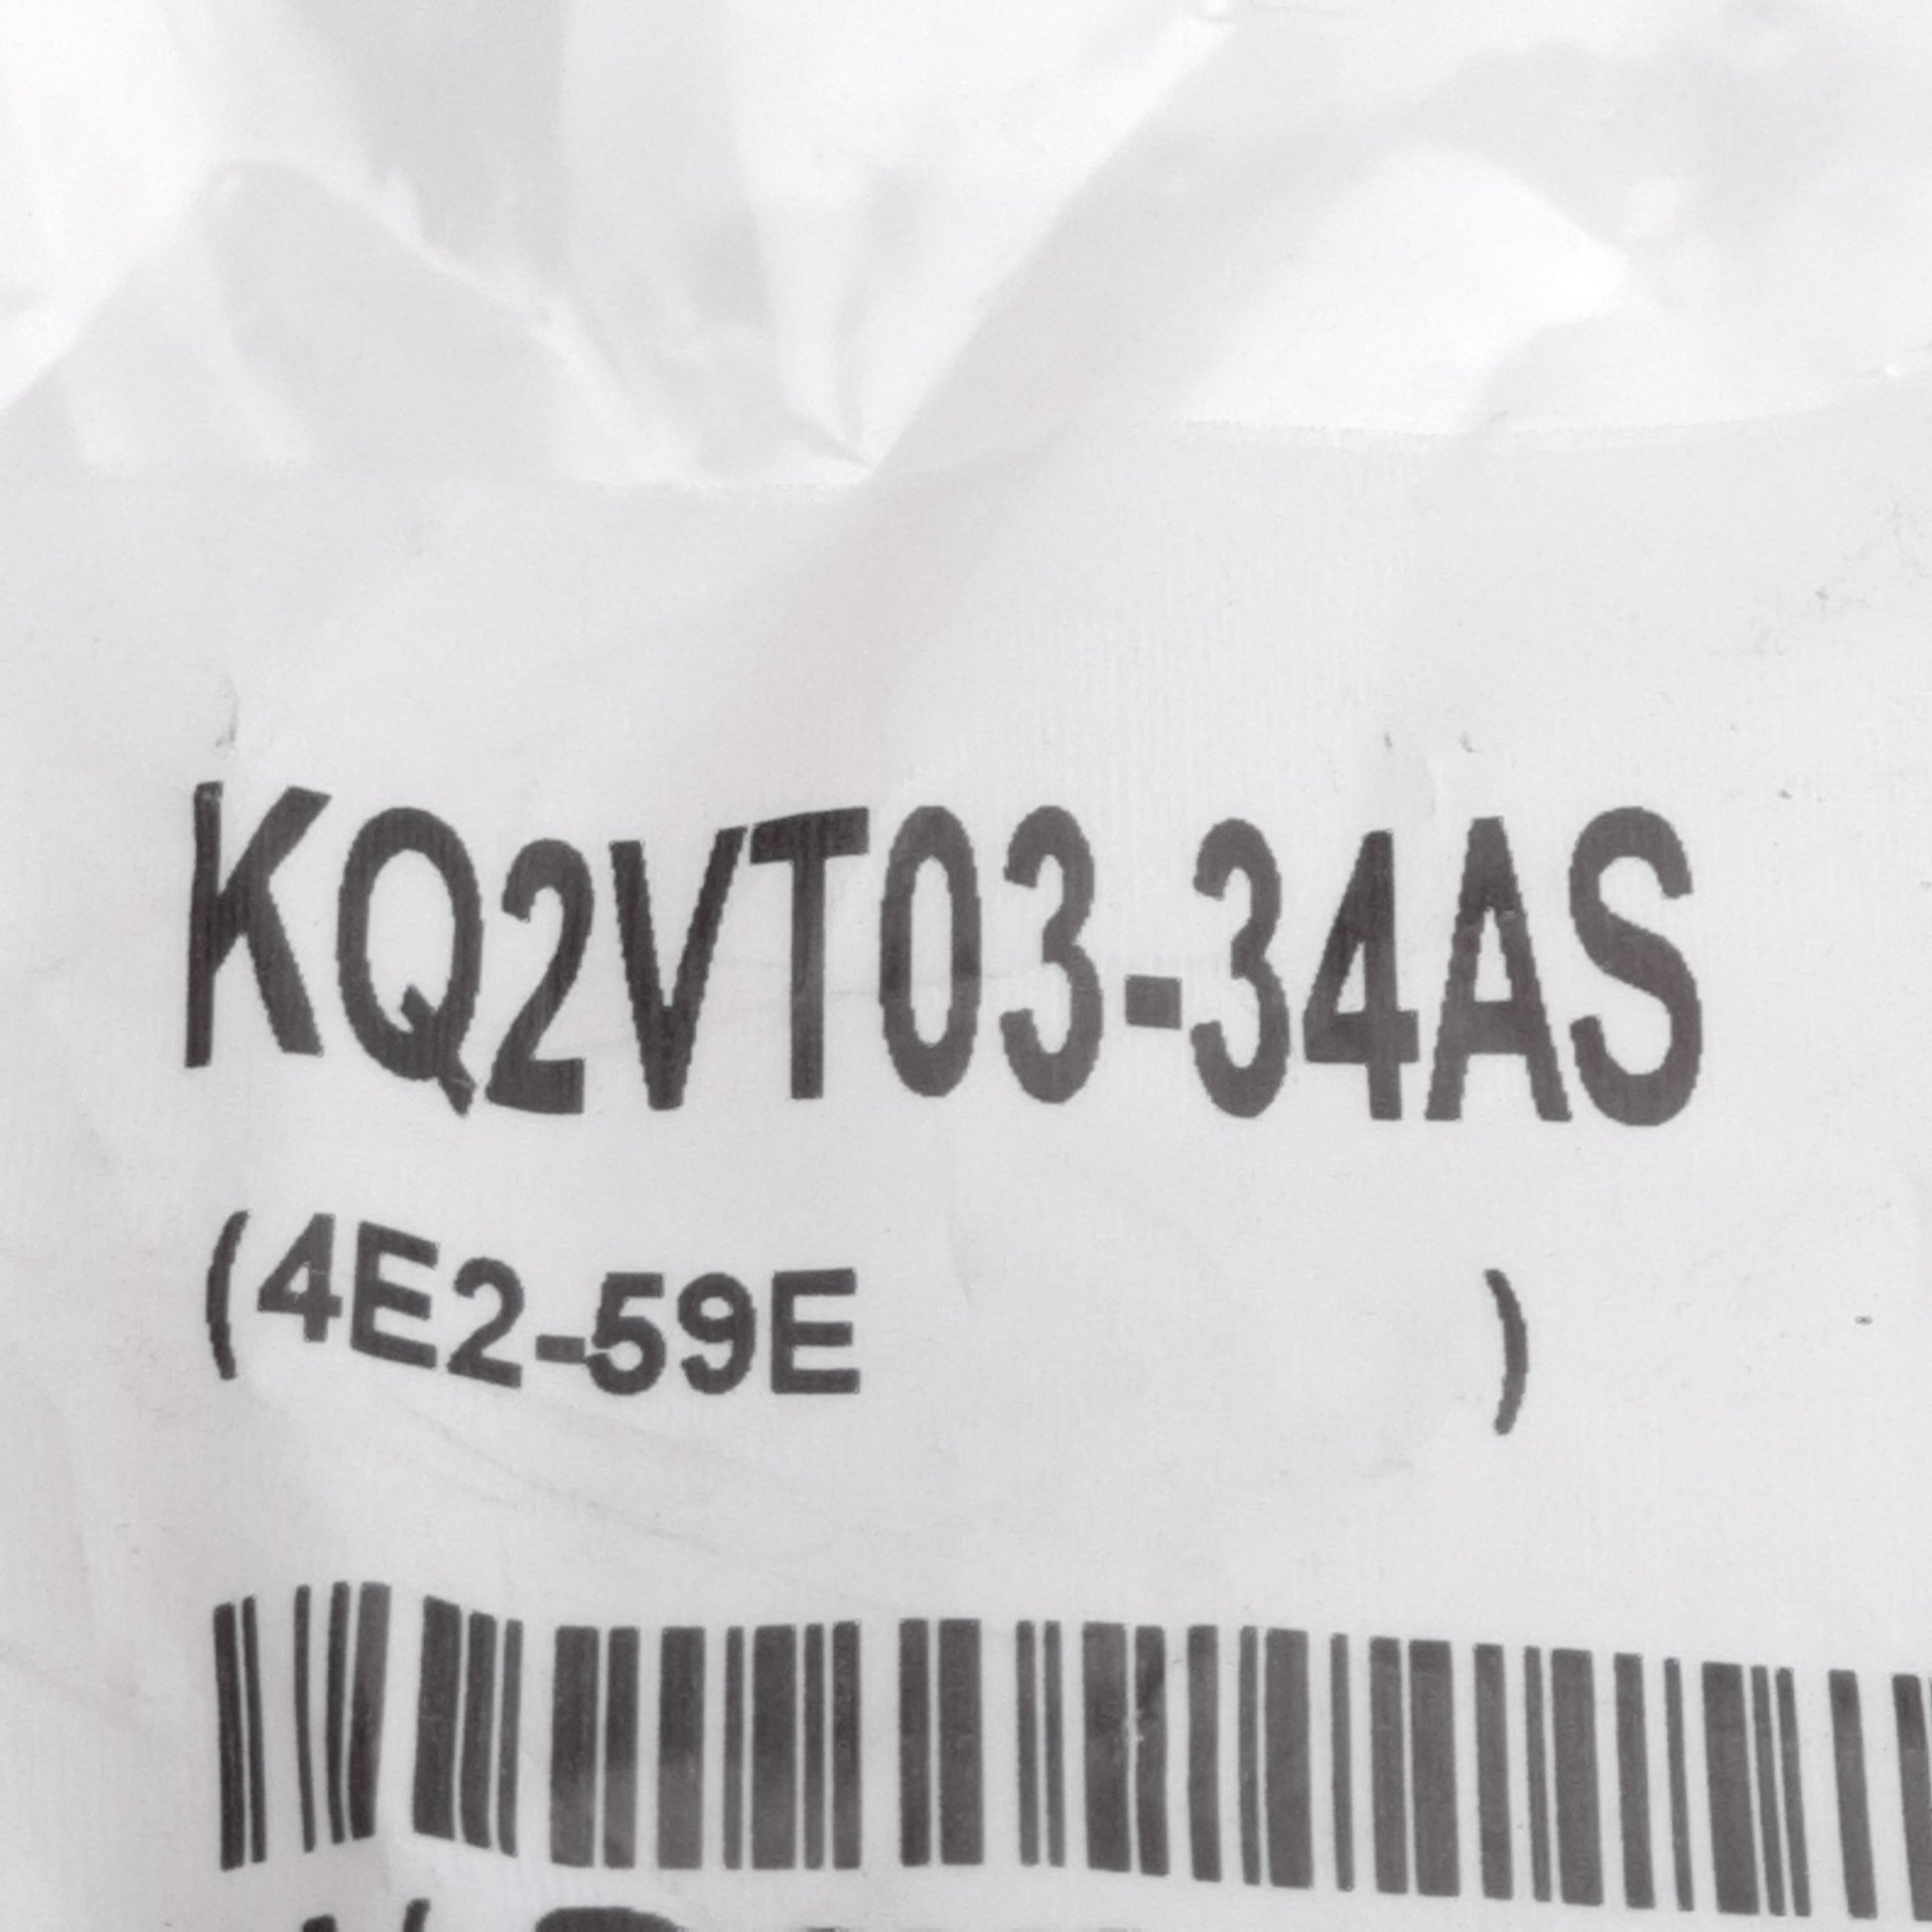 KQ2VT03-34AS
(4E2-59E )